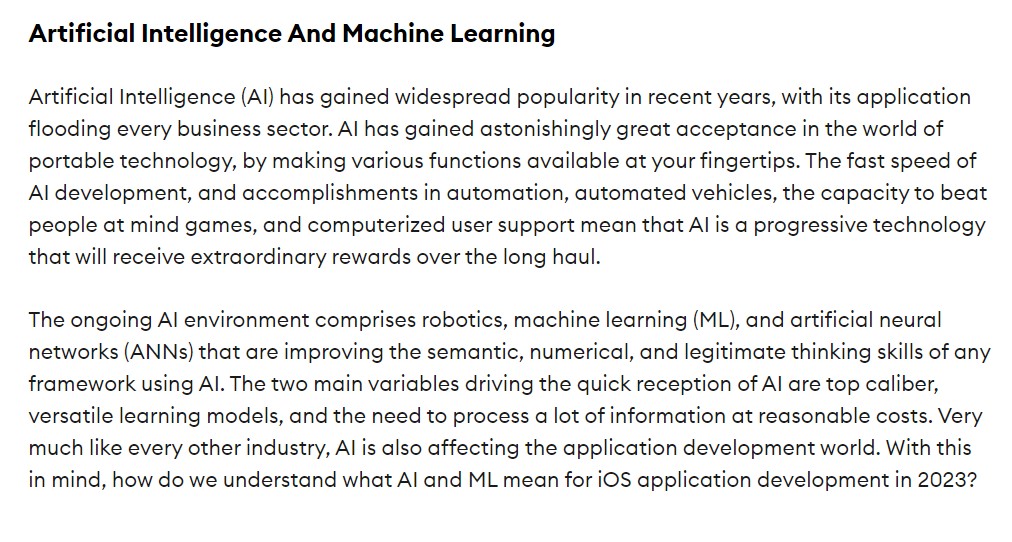 Artificial Intelligence And Machine Learning
Artificial Intelligence (AI) has gained widespread popularity in recent years, with its application
flooding every business sector. AI has gained astonishingly great acceptance in the world of
portable technology, by making various functions available at your fingertips. The fast speed of
AI development, and accomplishments in automation, automated vehicles, the capacity to beat
people at mind games, and computerized user support mean that AI is a progressive technology
that will receive extraordinary rewards over the long haul.
The ongoing AI environment comprises robotics, machine learning (ML), and artificial neural
networks (ANNs) that are improving the semantic, numerical, and legitimate thinking skills of any
framework using AI. The two main variables driving the quick reception of AI are top caliber,
versatile learning models, and the need to process a lot of information at reasonable costs. Very
much like every other industry, AI is also affecting the application development world. With this
in mind, how do we understand what AI and ML mean for iOS application development in 2023?